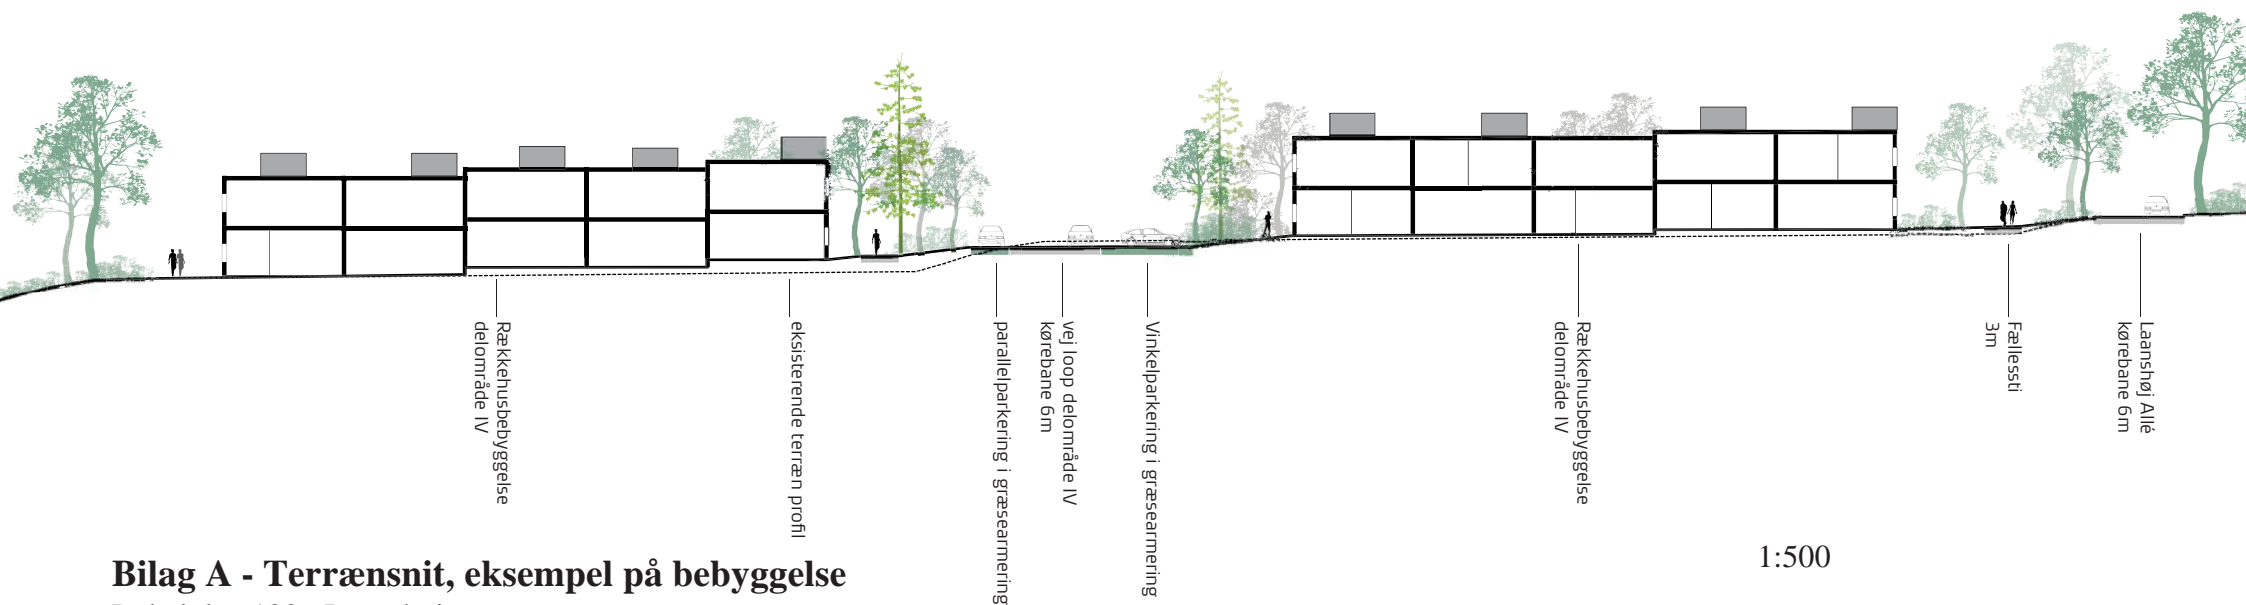 Rækkehusbebyggelse
delområde IV
eksisterende terræn profil
parallelparkering i græsearmering
vej loop delområde IV
kørebane 6m
Vinkelparkering i græsearmering
Rækkehusbebyggelse
delområde IV
Fællessti
3m
Laanshøj Allé
kørebane 6m
1:500
Bilag A - Terrænsnit, eksempel på bebyggelse